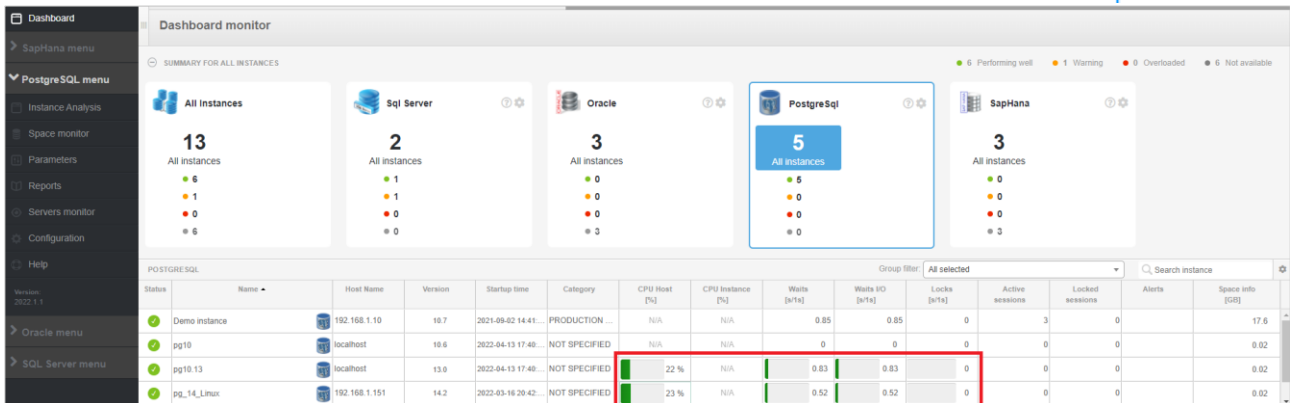 Dashboard
SapHana menu
PostgreSQL menu
Instance Analysis
Space monitor
Parameters
Reports
Servers monitor
Configuration
Help
Version:
2022.1.1
Oracle menu
SQL Server menu
Dashboard monitor
SUMMARY FOR ALL INSTANCES
6 Performing well 1 Warning 0 Overloaded 6 Not available
All Instances
13
All instances
6
1
0
6
Sql Server
2
All instances
1
1
0
0
ORACLE
Oracle
3
All instances
0
0
0
3
PostgreSql
5
All instances
5
0
0
0
SapHana
3
All instances
0
0
0
3
POSTGRESQL
Group filter: All selected
Search instance
Status Name Host Name Version Startup time Category CPU Host [%] CPU Instance [%] Waits [s/1s] Waits I/O [s/1s] Locks [s/1s] Active sessions Locked sessions Alerts Space info [GB]
Demo instance 192.168.1.10 10.7 2021-09-02 14:41:... PRODUCTION ... N/A N/A 0.85 0.85 0 3 0 17.6
pg10 localhost 10.6 2022-04-13 17:40:... NOT SPECIFIED N/A N/A 0 0 0 0 0 0.02
pg10.13 localhost 13.0 2022-04-13 17:40:... NOT SPECIFIED 22 % N/A 0.83 0.83 0 0 0 0.02
pg_14_Linux 192.168.1.151 14.2 2022-03-16 20:42:... NOT SPECIFIED 23 % N/A 0.52 0.52 0 0 0 0.02